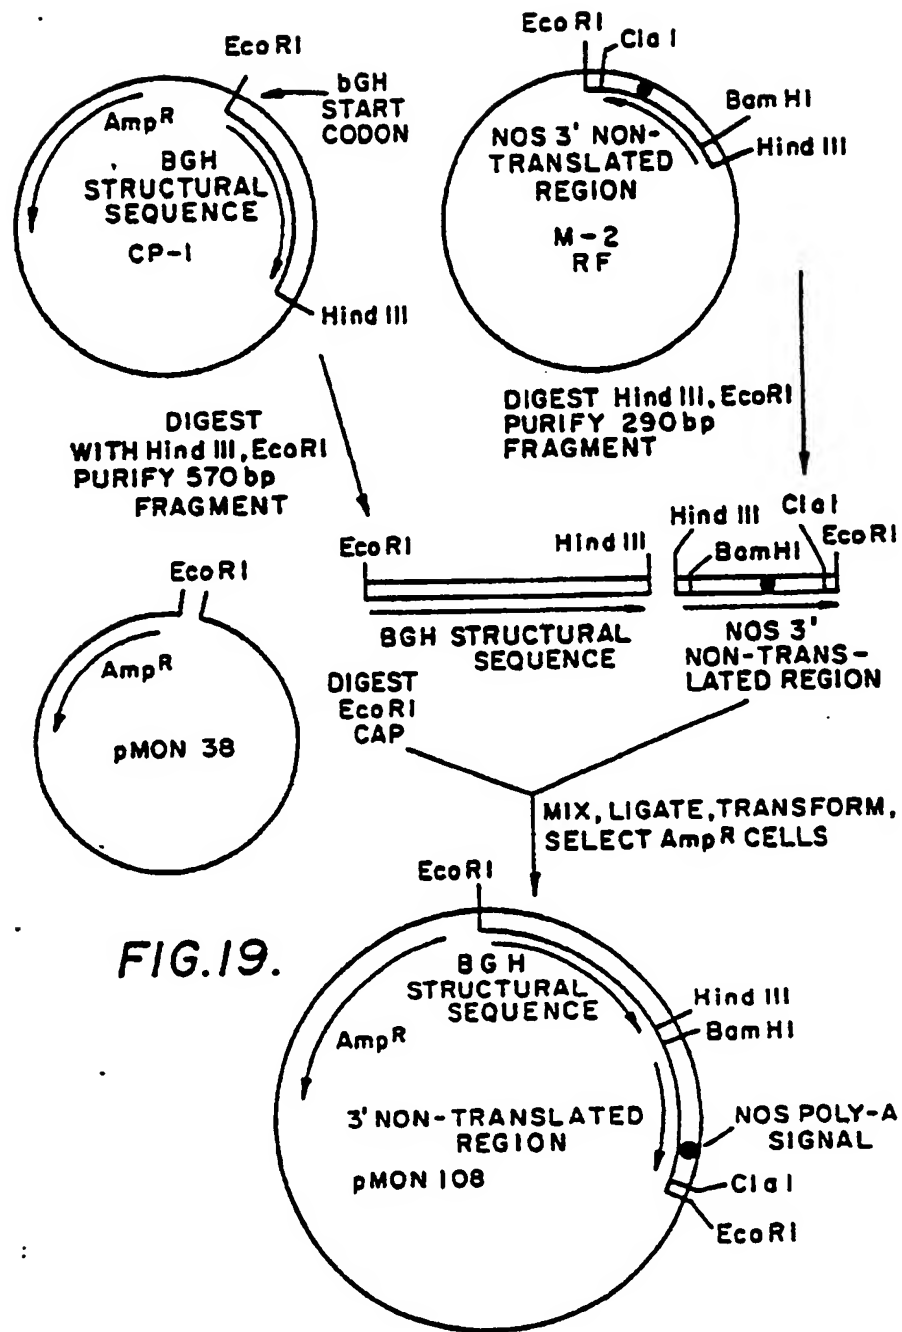 EcoRI
bGH
START
CODON
AmpR
BGH
STRUCTURAL
SEQUENCE
CP-1
Hind III
EcoRI
ClaI
BamHI
Hind III
NOS 3' NON-
TRANSLATED
REGION
M-2
RF
DIGEST
WITH Hind III, EcoRI
PURIFY 570bp
FRAGMENT
DIGEST Hind III, EcoRI
PURIFY 290bp
FRAGMENT
EcoRI
Hind III
BGH STRUCTURAL
SEQUENCE
Hind III
ClaI
BamHI
EcoRI
NOS 3'
NON-TRANS-
LATED REGION
EcoRI
AmpR
pMON 38
DIGEST
EcoRI
CAP
MIX, LIGATE, TRANSFORM,
SELECT AmpR CELLS
FIG.19.
EcoRI
BGH
STRUCTURAL
SEQUENCE
AmpR
Hind III
BamHI
3' NON-TRANSLATED
REGION
pMON 108
NOS POLY-A
SIGNAL
ClaI
EcoRI